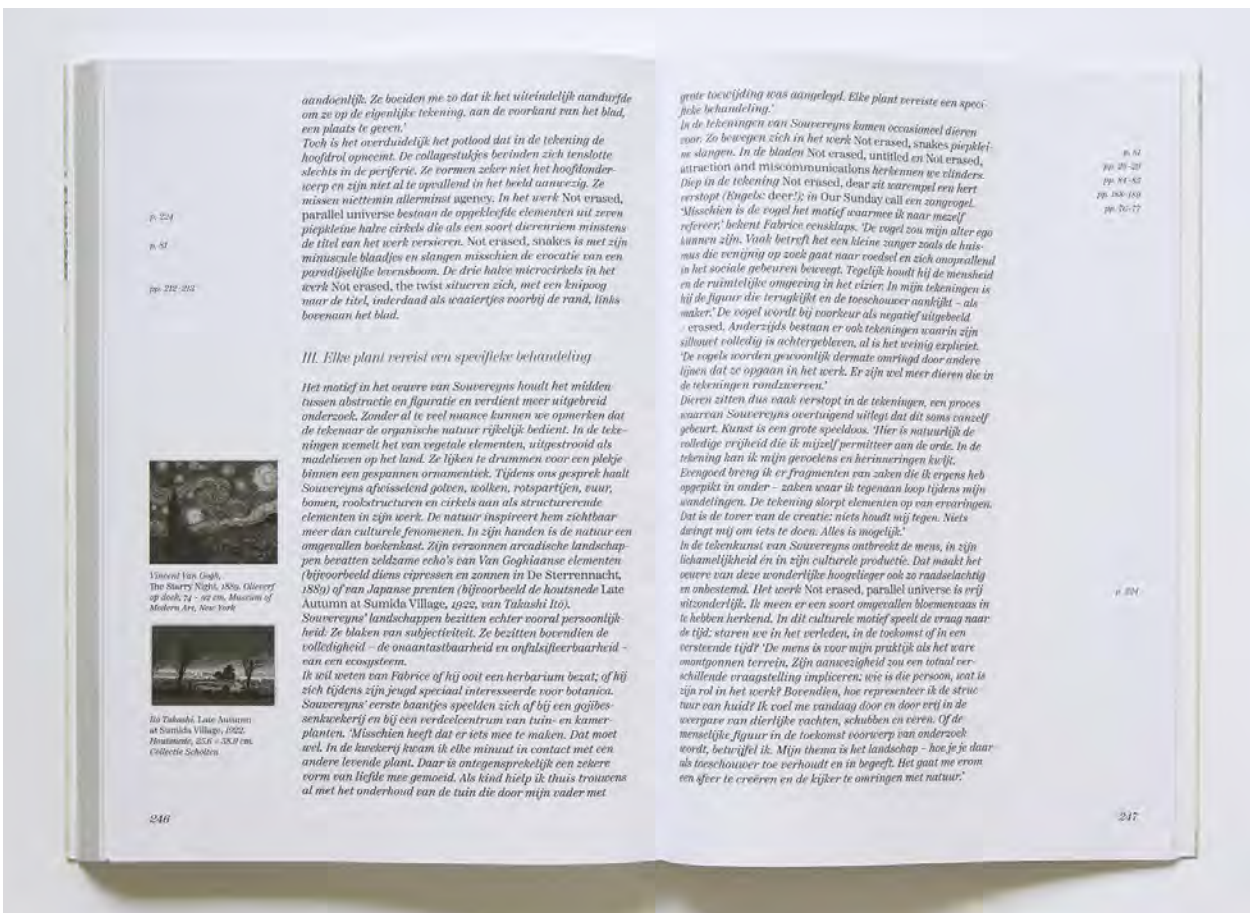 aandoenlijk. Ze boeiden me zo dat ik het uiteindelijk aandurfde
om ze op de eigenlijke tekening, aan de voorkant van het blad,
een plaats te geven.’
Toch is het overduidelijk het potlood dat in de tekening de
hoofdrol opneemt. De collagestukjes bevinden zich tenslotte
slechts in de periferie. Ze vormen zeker niet het hoofdonder-
werp en zijn niet al te opvallend in het beeld aanwezig. Ze
missen niettemin allerminst agency. In het werk Not erased,
parallel universe bestaan de opgekleefde elementen uit zeven
piepkleine halve cirkels die als een soort dierenriem minstens
de titel van het werk versieren. Not erased, snakes is met zijn
minuscule blaadjes en slangen misschien de evocatie van een
paradijselijke levensboom. De drie halve microcirkels in het
werk Not erased, the twist situeren zich, met een knipoog
naar de titel, inderdaad als waaiertjes voorbij de rand, links
bovenaan het blad.
p. 224
p. 81
pp. 212-213
III. Elke plant vereist een specifieke behandeling
Het motief in het oeuvre van Souvereyns houdt het midden
tussen abstractie en figuratie en verdient meer uitgebreid
onderzoek. Zonder al te veel nuance kunnen we opmerken dat
de tekenaar de organische natuur rijkelijk bedient. In de teke-
ningen wemelt het van vegetale elementen, uitgestrooid als
madelieven op het land. Ze lijken te drummen voor een plekje
binnen een gespannen ornamentiek. Tijdens ons gesprek haalt
Souvereyns afwisselend golven, wolken, rotspartijen, vuur,
bomen, rookstructuren en cirkels aan als structurerende
elementen in zijn werk. De natuur inspireert hem zichtbaar
meer dan culturele fenomenen. In zijn handen is de natuur een
omgevallen boekenkast. Zijn verzonnen arcadische landschap-
pen bevatten zeldzame echo’s van Van Goghiaanse elementen
(bijvoorbeeld diens cipressen en zonnen in De Sterrennacht,
1889) of van Japanse prenten (bijvoorbeeld de houtsnede Late
Autumn at Sumida Village, 1922, van Takashi Itō).
Souvereyns’ landschappen bezitten echter vooral persoonlijk-
heid. Ze blaken van subjectiviteit. Ze bezitten bovendien de
volledigheid – de onaantastbaarheid en onfalsifieerbaarheid –
van een ecosysteem.
Ik wil weten van Fabrice of hij ooit een herbarium bezat; of hij
zich tijdens zijn jeugd speciaal interesseerde voor botanica.
Souvereyns’ eerste baantjes speelden zich af bij een gojibes-
senkwekerij en bij een verdeelcentrum van tuin- en kamer-
planten. ‘Misschien heeft dat er iets mee te maken. Dat moet
wel. In de kwekerij kwam ik elke minuut in contact met een
andere levende plant. Daar is ontegensprekelijk een zekere
vorm van liefde mee gemoeid. Als kind hielp ik thuis trouwens
al met het onderhoud van de tuin die door mijn vader met
Vincent Van Gogh,
The Starry Night, 1889. Olieverf
op doek, 74 × 92 cm. Museum of
Modern Art, New York
Itō Takashi. Late Autumn
at Sumida Village, 1922.
Houtsnede, 25,6 × 38,9 cm.
Collectie Scholten
246
grote toewijding was aangelegd. Elke plant vereiste een speci-
fieke behandeling.’
In de tekeningen van Souvereyns komen occasioneel dieren
voor. Zo bewegen zich in het werk Not erased, snakes piepklei-
ne slangen. In de bladen Not erased, untitled en Not erased,
attraction and miscommunications herkennen we vlinders.
Diep in de tekening Not erased, dear zit warempel een hert
verstopt (Engels: deer!); in Our Sunday call een zangvogel.
‘Misschien is de vogel het motief waarmee ik naar mezelf
refereer,’ bekent Fabrice eensklaps. ‘De vogel zou mijn alter ego
kunnen zijn. Vaak betreft het een kleine zanger zoals de huis-
mus die venijnig op zoek gaat naar voedsel en zich onopvallend
in het sociale gebeuren beweegt. Tegelijk houdt hij de mensheid
en de ruimtelijke omgeving in het vizier. In mijn tekeningen is
hij de figuur die terugkijkt en de toeschouwer aankijkt – als
maker.’ De vogel wordt bij voorkeur als negatief uitgebeeld
– erased. Anderzijds bestaan er ook tekeningen waarin zijn
silhouet volledig is achtergebleven, al is het weinig expliciet.
‘De vogels worden gewoonlijk dermate omringd door andere
lijnen dat ze opgaan in het werk. Er zijn wel meer dieren die in
de tekeningen rondzwerven.’
Dieren zitten dus vaak verstopt in de tekeningen, een proces
waarvan Souvereyns overtuigend uitlegt dat dit soms vanzelf
gebeurt. Kunst is een grote speeldoos. ‘Hier is natuurlijk de
volledige vrijheid die ik mijzelf permitteer aan de orde. In de
tekening kan ik mijn gevoelens en herinneringen kwijt.
Evengoed breng ik er fragmenten van zaken die ik ergens heb
opgepikt in onder – zaken waar ik tegenaan loop tijdens mijn
wandelingen. De tekening slorpt elementen op van ervaringen.
Dat is de tover van de creatie: niets houdt mij tegen. Niets
dwingt mij om iets te doen. Alles is mogelijk.’
In de tekenkunst van Souvereyns ontbreekt de mens, in zijn
lichamelijkheid én in zijn culturele productie. Dat maakt het
oeuvre van deze wonderlijke hoogvlieger ook zo raadselachtig
en onbestemd. Het werk Not erased, parallel universe is vrij
uitzonderlijk. Ik meen er een soort omgevallen bloemenvaas in
te hebben herkend. In dit culturele motief speelt de vraag naar
de tijd: staren we in het verleden, in de toekomst of in een
versteende tijd? ‘De mens is voor mijn praktijk als het ware
onontgonnen terrein. Zijn aanwezigheid zou een totaal ver-
schillende vraagstelling impliceren: wie is die persoon, wat is
zijn rol in het werk? Bovendien, hoe representeer ik de struc
tuur van huid? Ik voel me vandaag door en door vrij in de
weergave van dierlijke vachten, schubben en veren. Of de
menselijke figuur in de toekomst voorwerp van onderzoek
wordt, betwijfel ik. Mijn thema is het landschap – hoe je je daar
als toeschouwer toe verhoudt en in begeeft. Het gaat me erom
een sfeer te creëren en de kijker te omringen met natuur.’
p. 81
pp. 188-189
pp. 76-77
p. 224
247